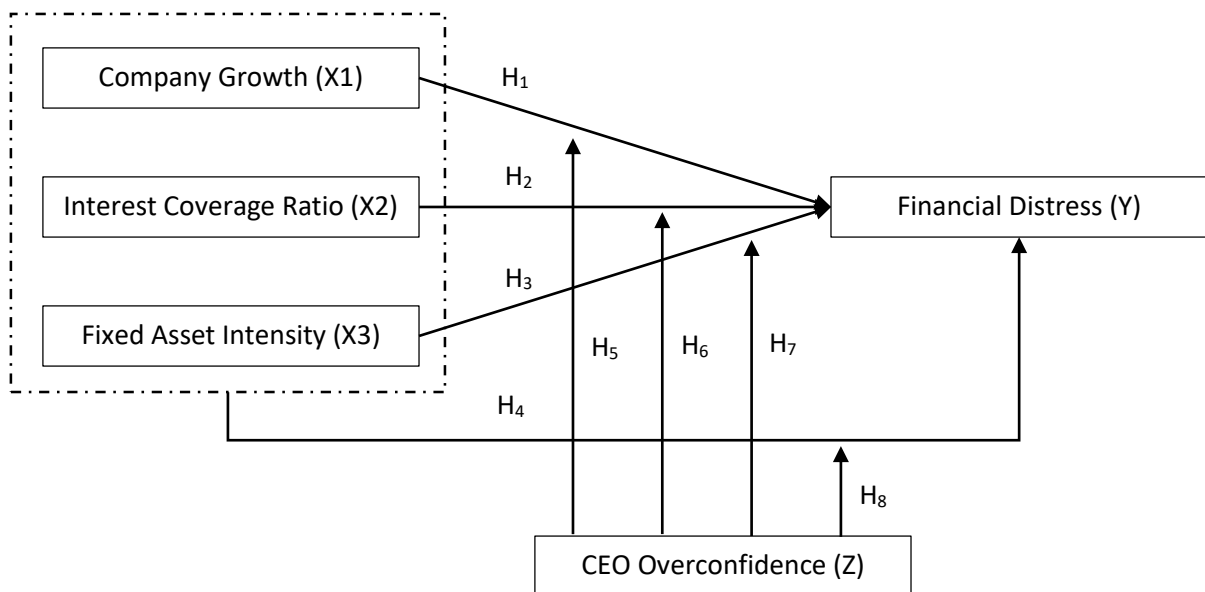 Company Growth (X1)
H1
Interest Coverage Ratio (X2)
H2
Financial Distress (Y)
H3
Fixed Asset Intensity (X3)
H5
H6
H7
H4
H8
CEO Overconfidence (Z)